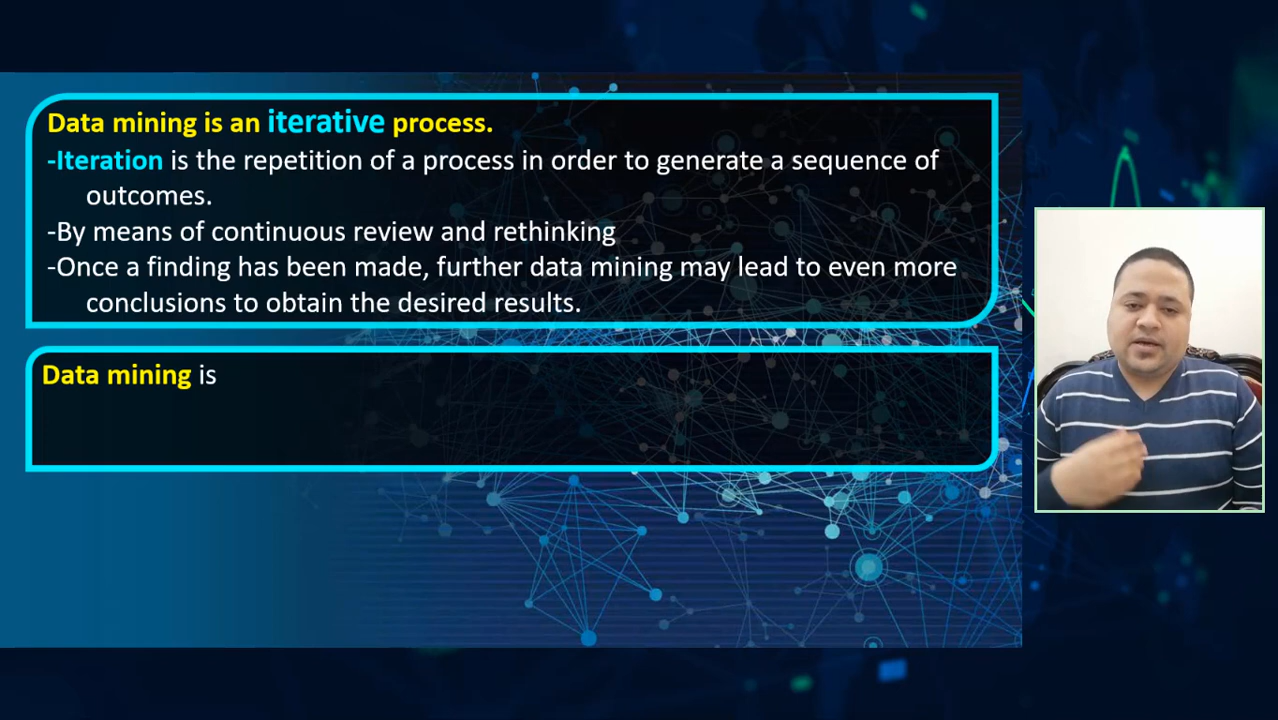 Data mining is an iterative process.
-Iteration is the repetition of a process in order to generate a sequence of
outcomes.
-By means of continuous review and rethinking
-Once a finding has been made, further data mining may lead to even more
conclusions to obtain the desired results.
Data mining is